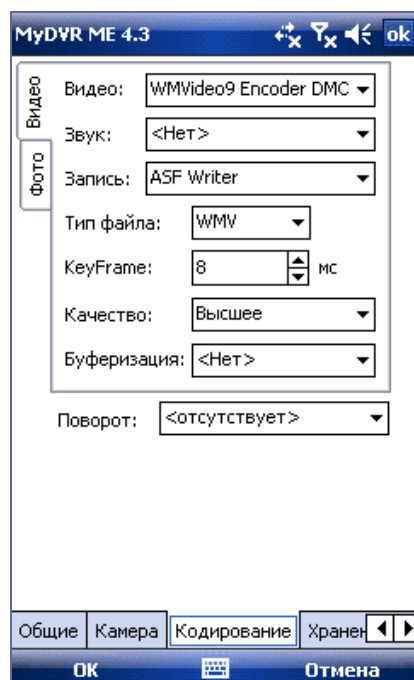 MyDVR ME 4.3 ok
Видео
Фото
Видео: WMVideo9 Encoder DMC
Звук: <Нет>
Запись: ASF Writer
Тип файла: WMV
KeyFrame: 8 мс
Качество: Высшее
Буферизация: <Нет>
Поворот: <отсутствует>
Общие Камера Кодирование Хранен
ОК Отмена